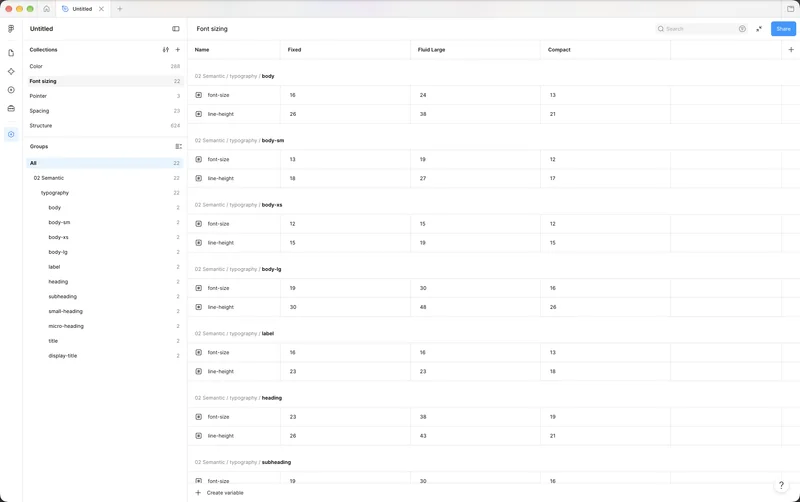 Untitled
Untitled
Collections
Color 269
Font sizing 22
Pointer 3
Spacing 23
Structure 624
Groups
All 22
02 Semantic 22
typography 22
body 2
body-sm 2
body-xs 2
body-lg 2
label 2
heading 2
subheading 2
small-heading 2
micro-heading 2
title 2
display-title 2
Font sizing
Search
Share
Name Fixed Fluid Large Compact
02 Semantic / typography / body
font-size 16 24 13
line-height 26 38 21
02 Semantic / typography / body-sm
font-size 13 19 12
line-height 18 27 17
02 Semantic / typography / body-xs
font-size 12 15 12
line-height 15 19 15
02 Semantic / typography / body-lg
font-size 19 30 16
line-height 30 48 26
02 Semantic / typography / label
font-size 16 16 13
line-height 23 23 18
02 Semantic / typography / heading
font-size 23 38 19
line-height 26 43 21
02 Semantic / typography / subheading
font-size 19 30 16
Create variable
?